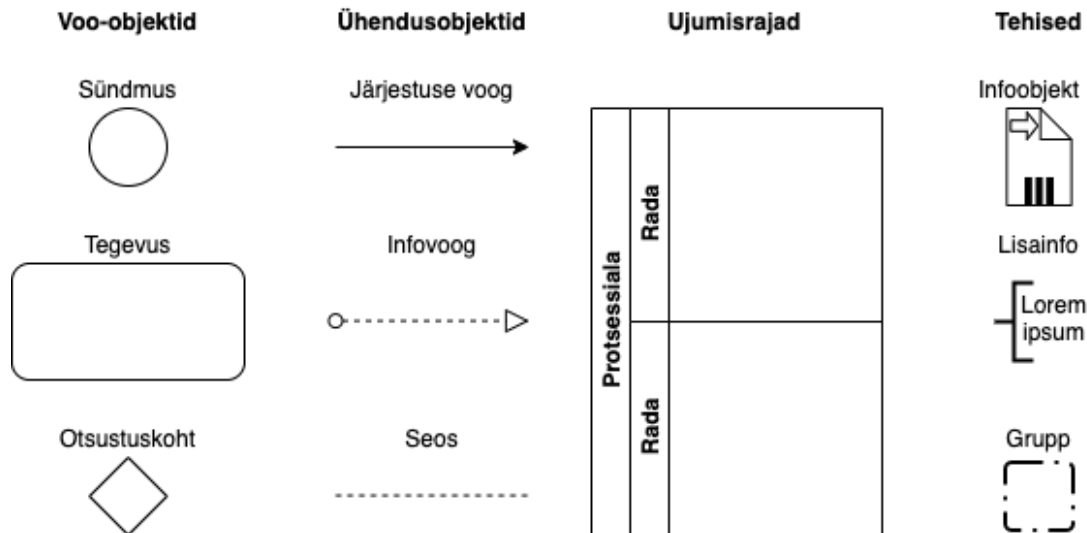 Voo-objektid
Ühendusobjektid
Ujumisrajad
Tehised
Sündmus
Järjestuse voog
Infoobjekt
Tegevus
Infovoog
Lisainfo
Lorem
ipsum
Protsessiala
Rada
Rada
Otsustuskoht
Seos
Grupp